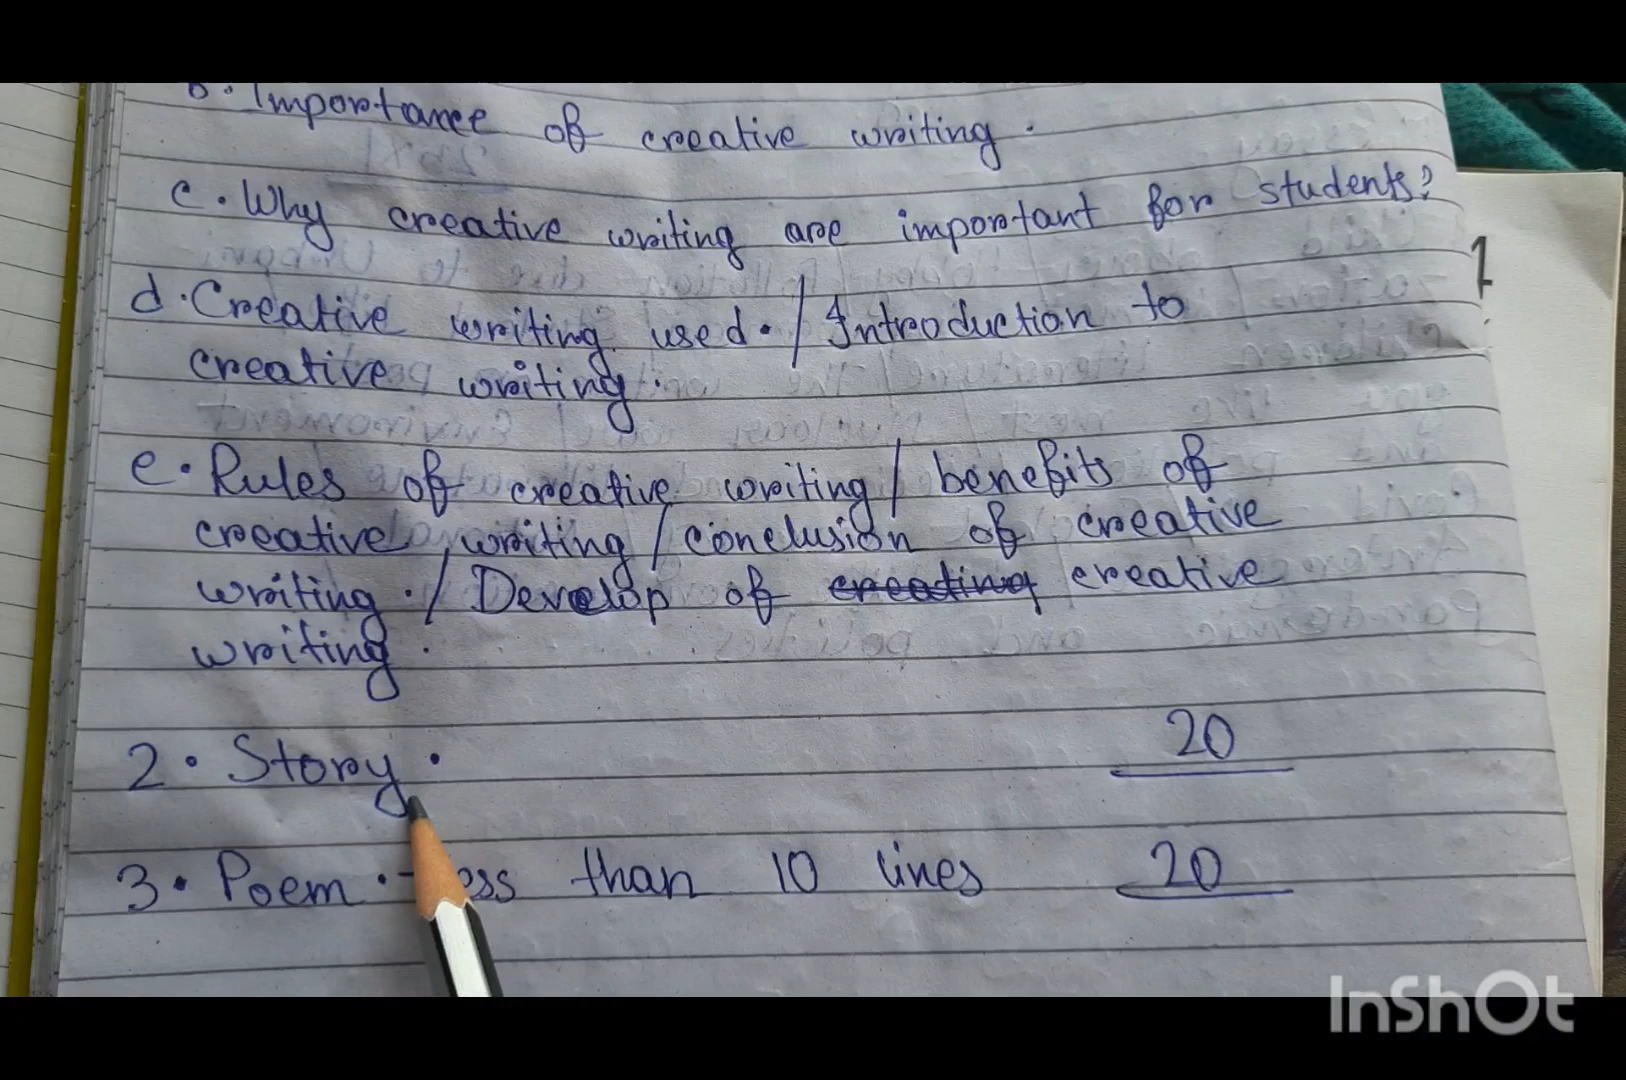 b. Importance of creative writing.
c. Why creative writing are important for students?
d. Creative writing used. / Introduction to
creative writing.
e. Rules of creative writing / benefits of
creative writing / conclusion of creative
writing. / Develop of creating creative
writing.
2. Story. 20
3. Poem. less than 10 lines 20
1
InShOt